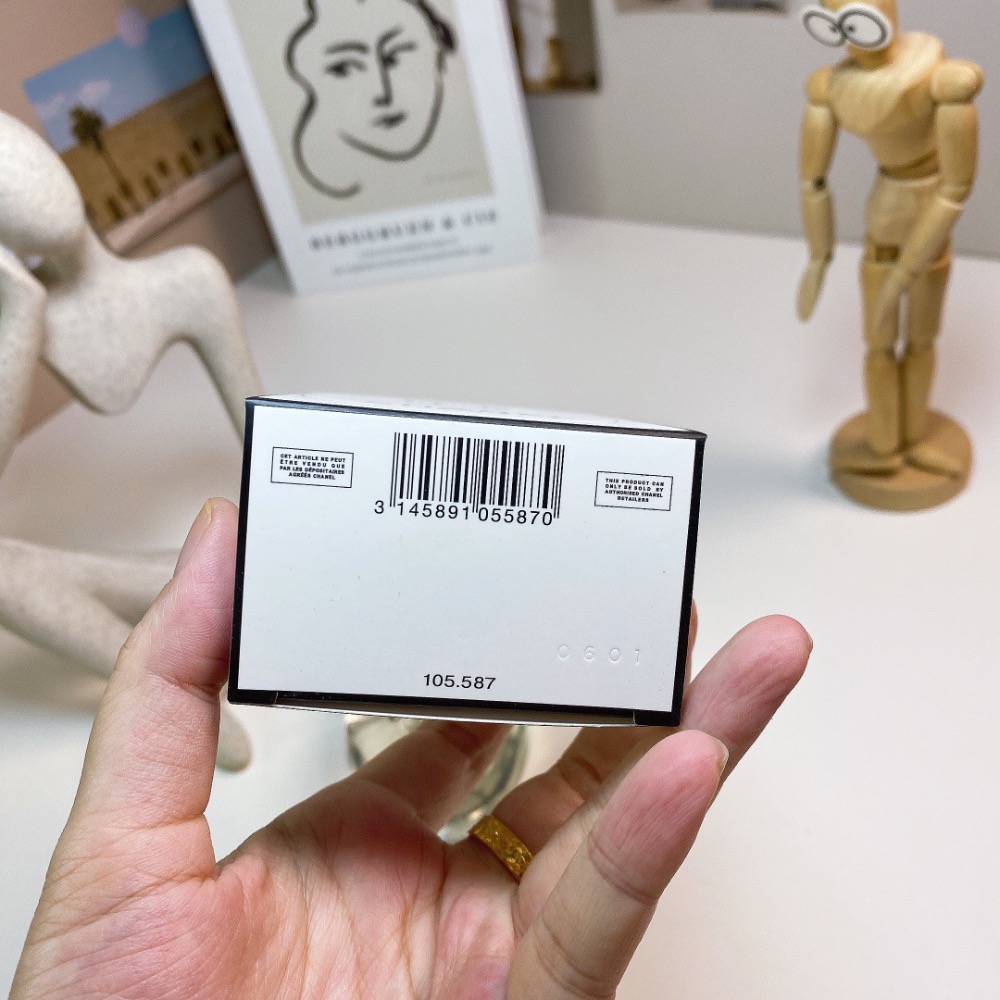 CET ARTICLE NE PEUT
ÊTRE VENDU QUE
PAR LES DÉPOSITAIRES
AGRÉÉS CHANEL
3 145891 055870
THIS PRODUCT CAN
ONLY BE SOLD BY
AUTHORISED CHANEL
RETAILERS
0601
105.587